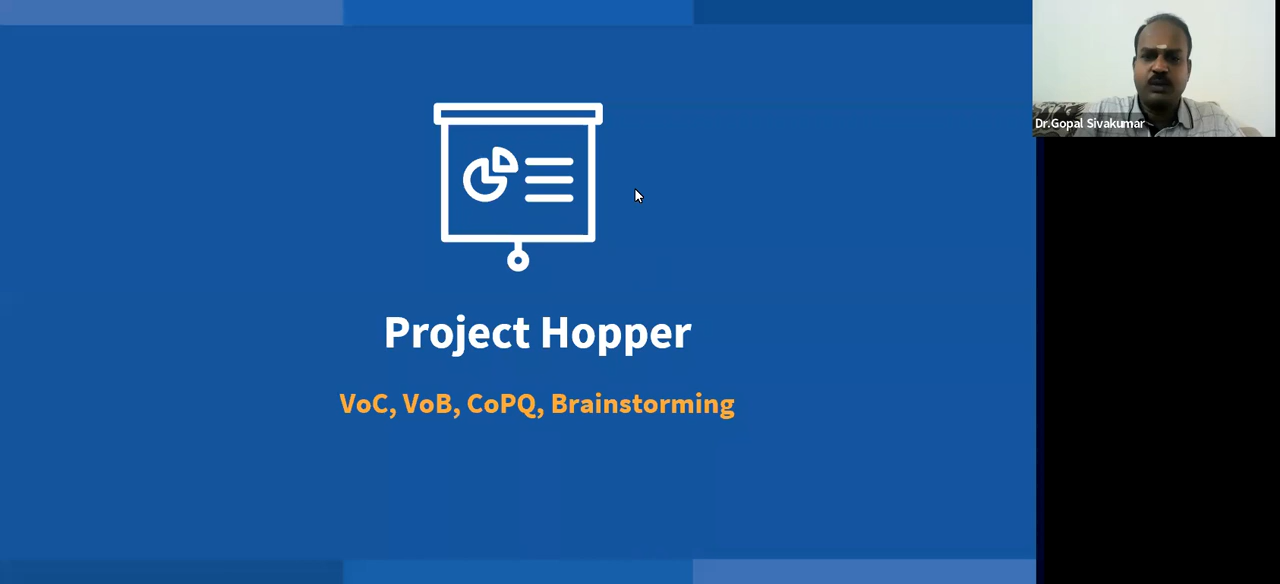 Project Hopper
VoC, VoB, CoPQ, Brainstorming
Dr.Gopal Sivakumar